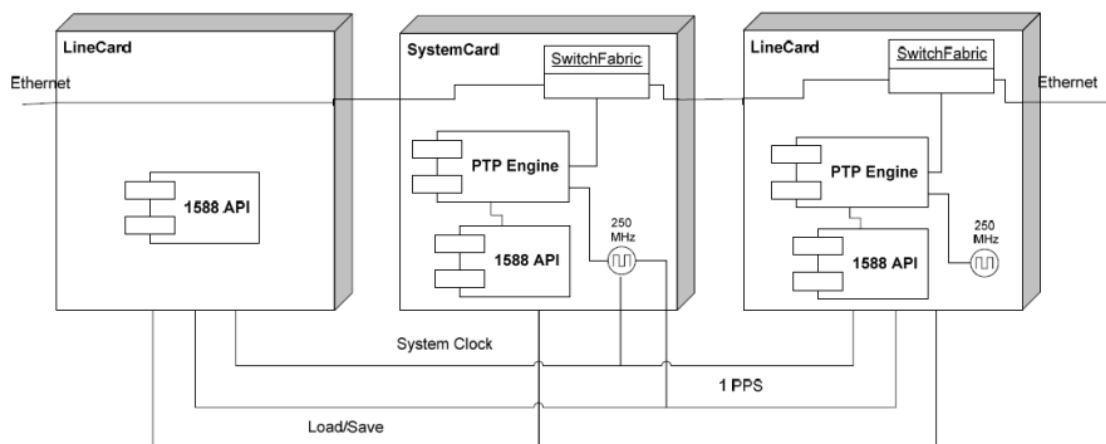 LineCard
SystemCard
LineCard
SwitchFabric
SwitchFabric
Ethernet
Ethernet
PTP Engine
PTP Engine
1588 API
250
MHz
250
MHz
1588 API
1588 API
System Clock
1 PPS
Load/Save